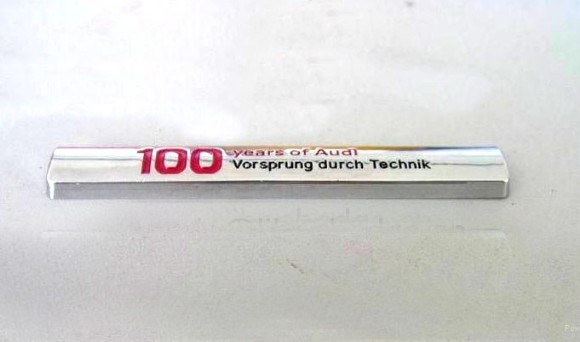 100 years of Audi
Vorsprung durch Technik